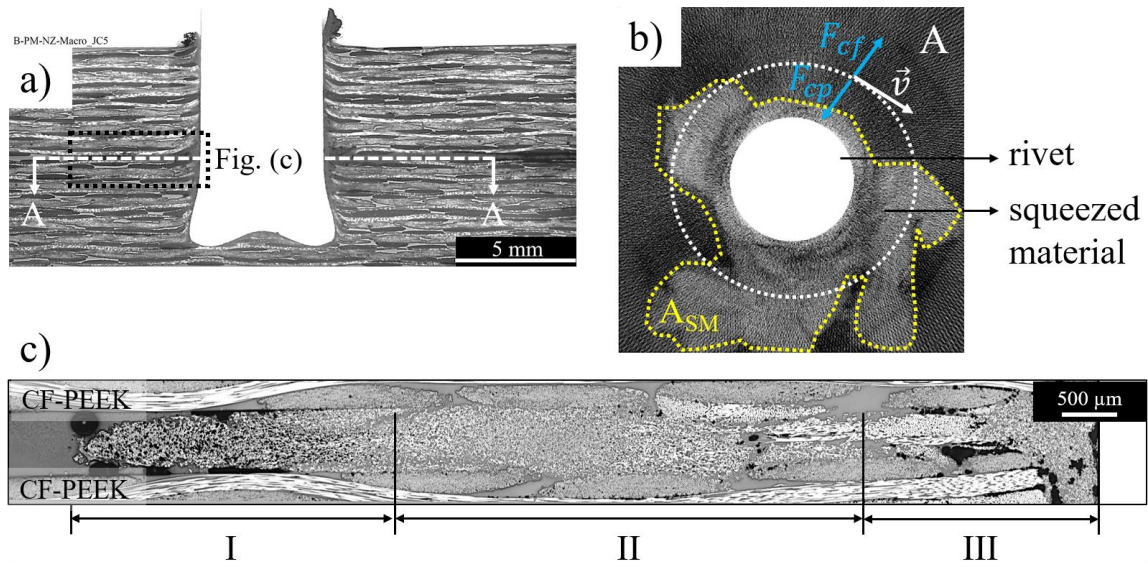 B-PM-NZ-Macro_JC5
a)
Fig. (c)
A
A
5 mm
b)
A
F_cf
F_cp
v⃗
rivet
squeezed
material
A_SM
c)
CF-PEEK
CF-PEEK
500 µm
I
II
III